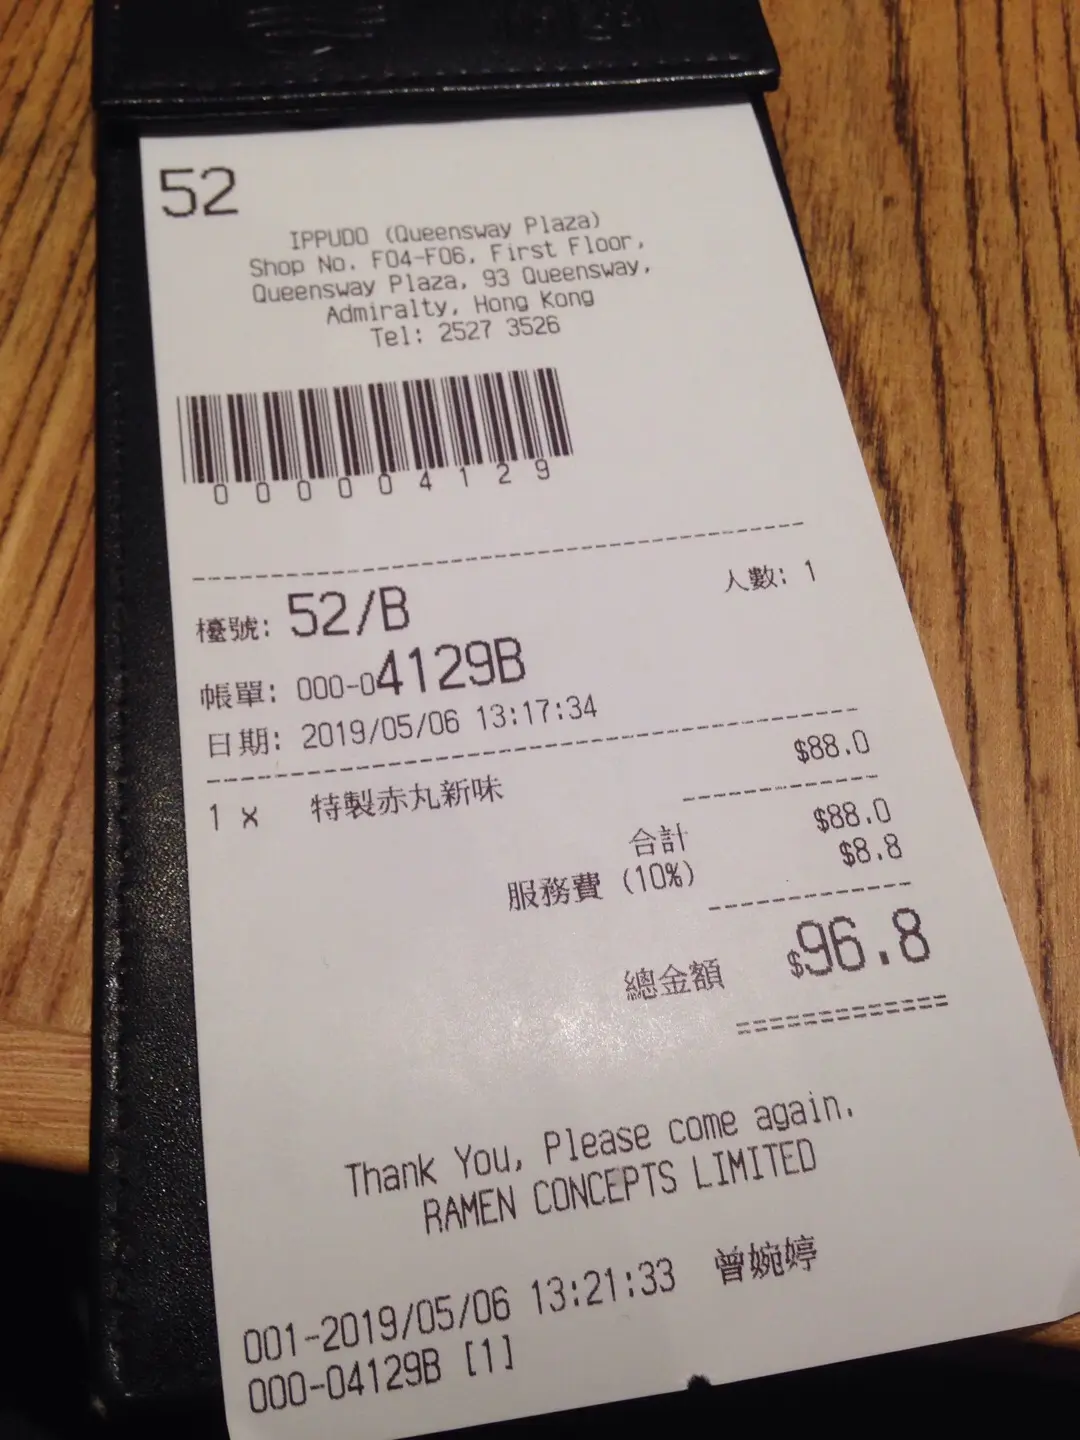 52
IPPUDO (Queensway Plaza)
Shop No. F04-F06, First Floor,
Queensway Plaza, 93 Queensway,
Admiralty, Hong Kong
Tel: 2527 3526
000004129
人數: 1
檯號: 52/B
帳單: 000-04129B
日期: 2019/05/06 13:17:34
1 x 特製赤丸新味 $88.0
合計 $88.0
服務費 (10%) $8.8
總金額 $96.8
Thank You, Please come again.
RAMEN CONCEPTS LIMITED
001-2019/05/06 13:21:33 曾婉婷
000-04129B [1]